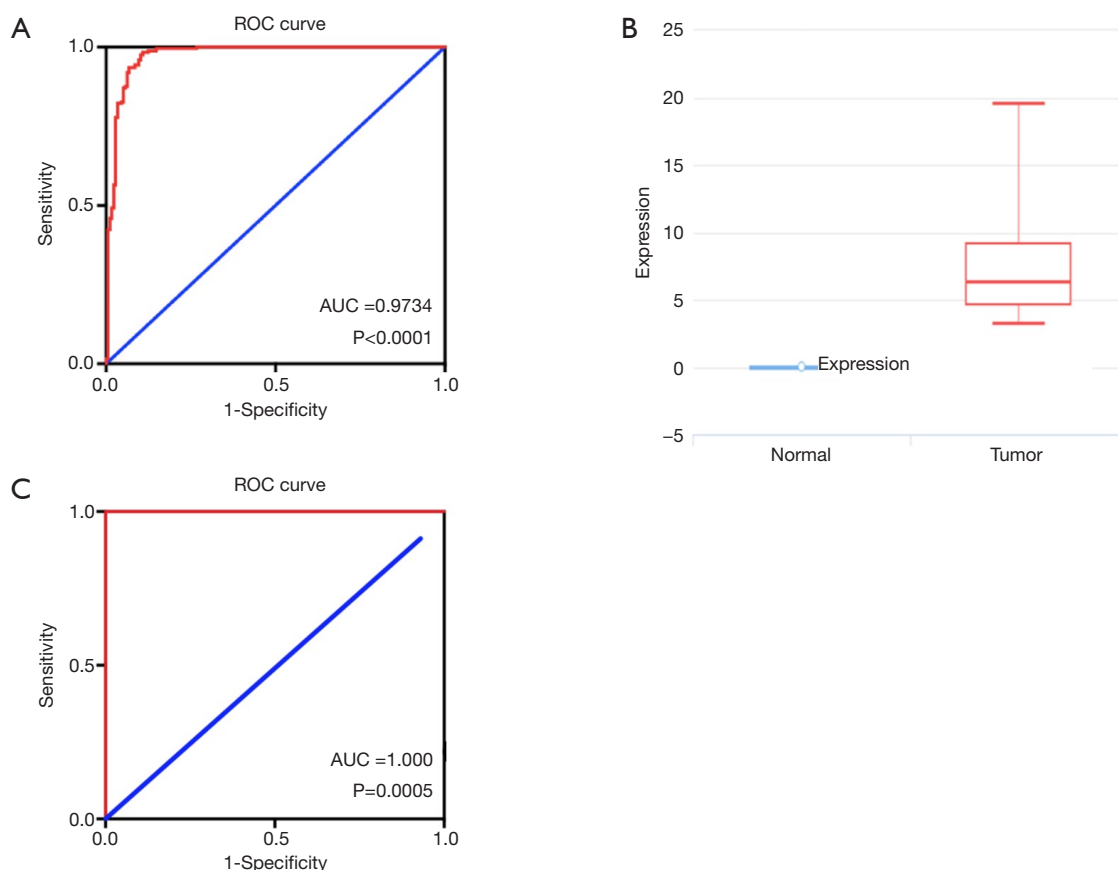 A
ROC curve
1.0
0.5
0.0
Sensitivity
AUC =0.9734
P<0.0001
0.0 0.5 1.0
1-Specificity
B
25
20
15
10
5
0
–5
Expression
Expression
Normal Tumor
C
ROC curve
1.0
0.5
0.0
Sensitivity
AUC =1.000
P=0.0005
0.0 0.5 1.0
1-Specificity